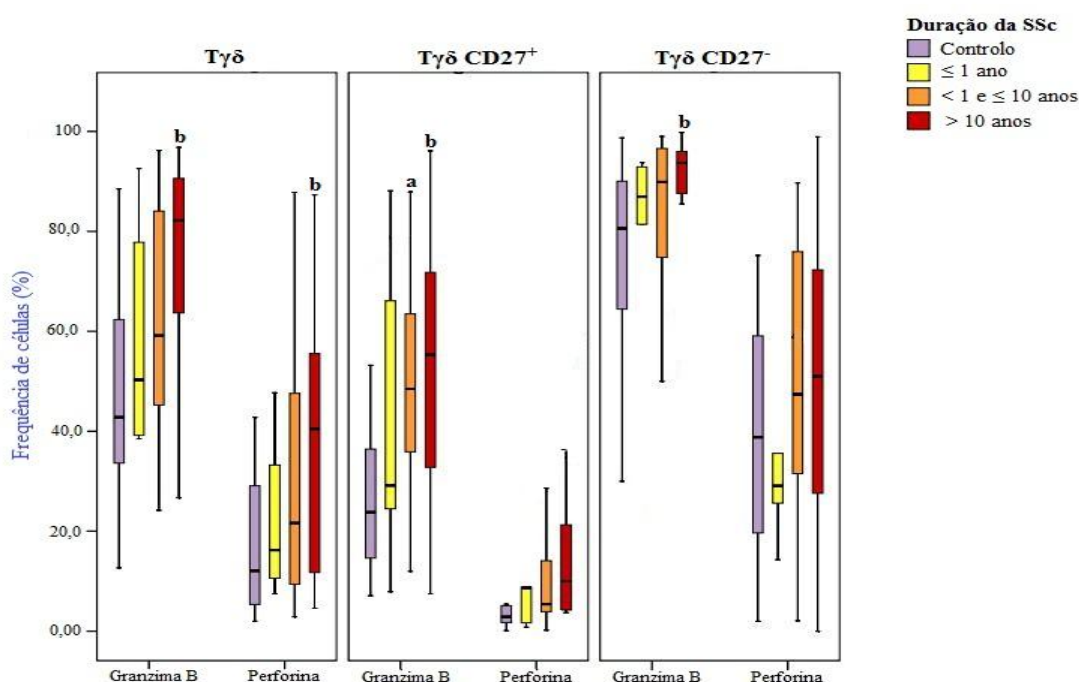 Duração da SSc
Controlo
≤ 1 ano
< 1 e ≤ 10 anos
> 10 anos
Tγδ
Tγδ CD27⁺
Tγδ CD27⁻
Frequência de células (%)
100
80,0
60,0
40,0
20,0
0,00
b
b
a
b
b
Granzima B
Perforina
Granzima B
Perforina
Granzima B
Perforina